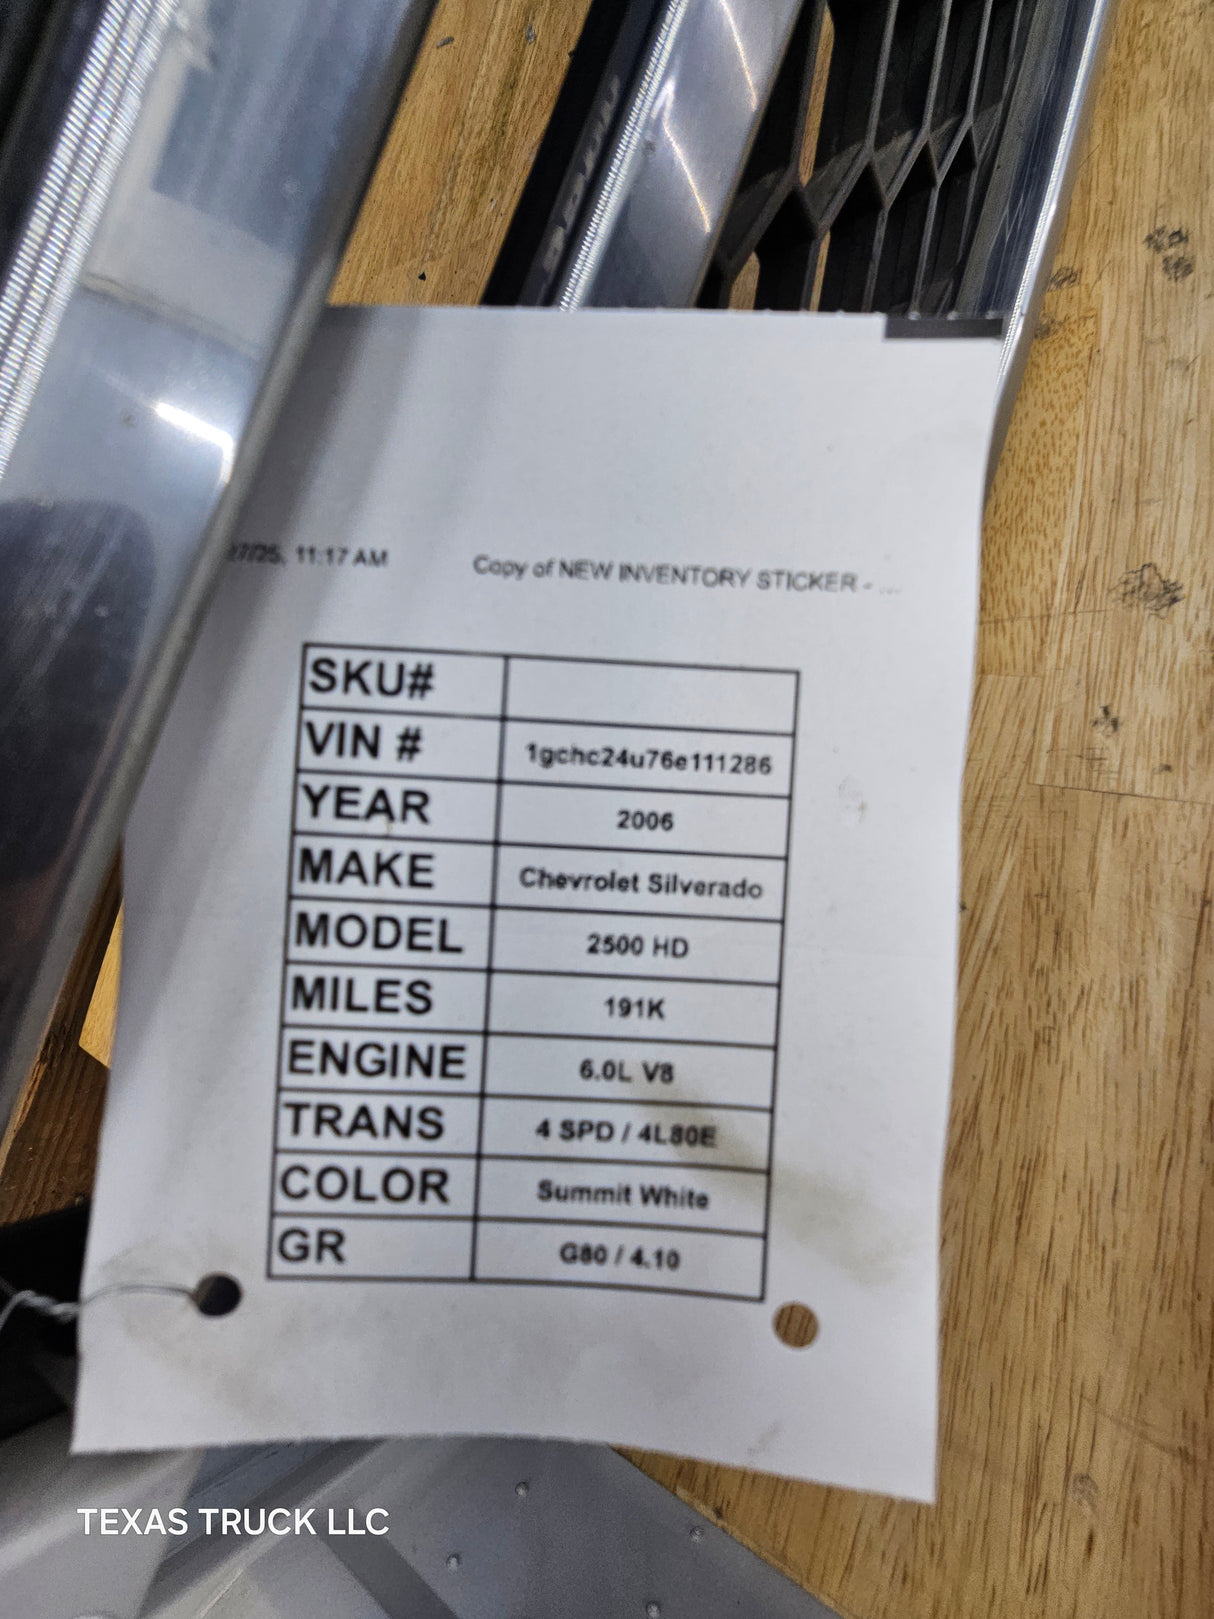 27/25, 11:17 AM Copy of NEW INVENTORY STICKER - ...
SKU#
VIN # 1gchc24u76e111286
YEAR 2006
MAKE Chevrolet Silverado
MODEL 2500 HD
MILES 191K
ENGINE 6.0L V8
TRANS 4 SPD / 4L80E
COLOR Summit White
GR G80 / 4.10
TEXAS TRUCK LLC